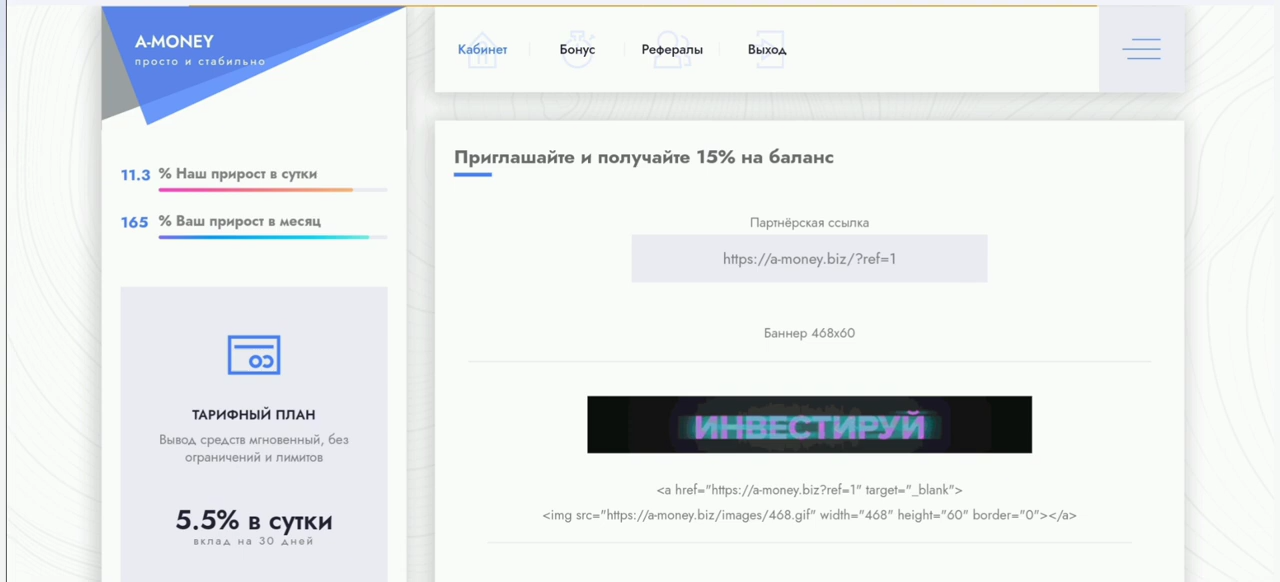 A-MONEY
просто и стабильно
Кабинет
Бонус
Рефералы
Выход
11.3 % Наш прирост в сутки
165 % Ваш прирост в месяц
ТАРИФНЫЙ ПЛАН
Вывод средств мгновенный, без
ограничений и лимитов
5.5% в сутки
вклад на 30 дней
Приглашайте и получайте 15% на баланс
Партнёрская ссылка
https://a-money.biz/?ref=1
Баннер 468x60
ИНВЕСТИРУЙ
<a href="https://a-money.biz?ref=1" target="_blank">
<img src="https://a-money.biz/images/468.gif" width="468" height="60" border="0"></a>